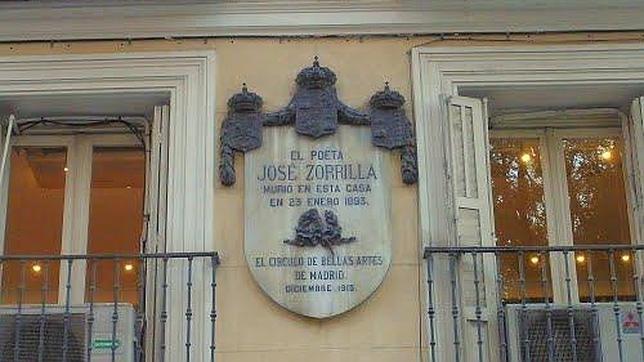 EL POETA
JOSÉ ZORRILLA
MURIÓ EN ESTA CASA
EN 23 ENERO 1893.
EL CIRCULO DE BELLAS ARTES
DE MADRID.
DICIEMBRE 1915.